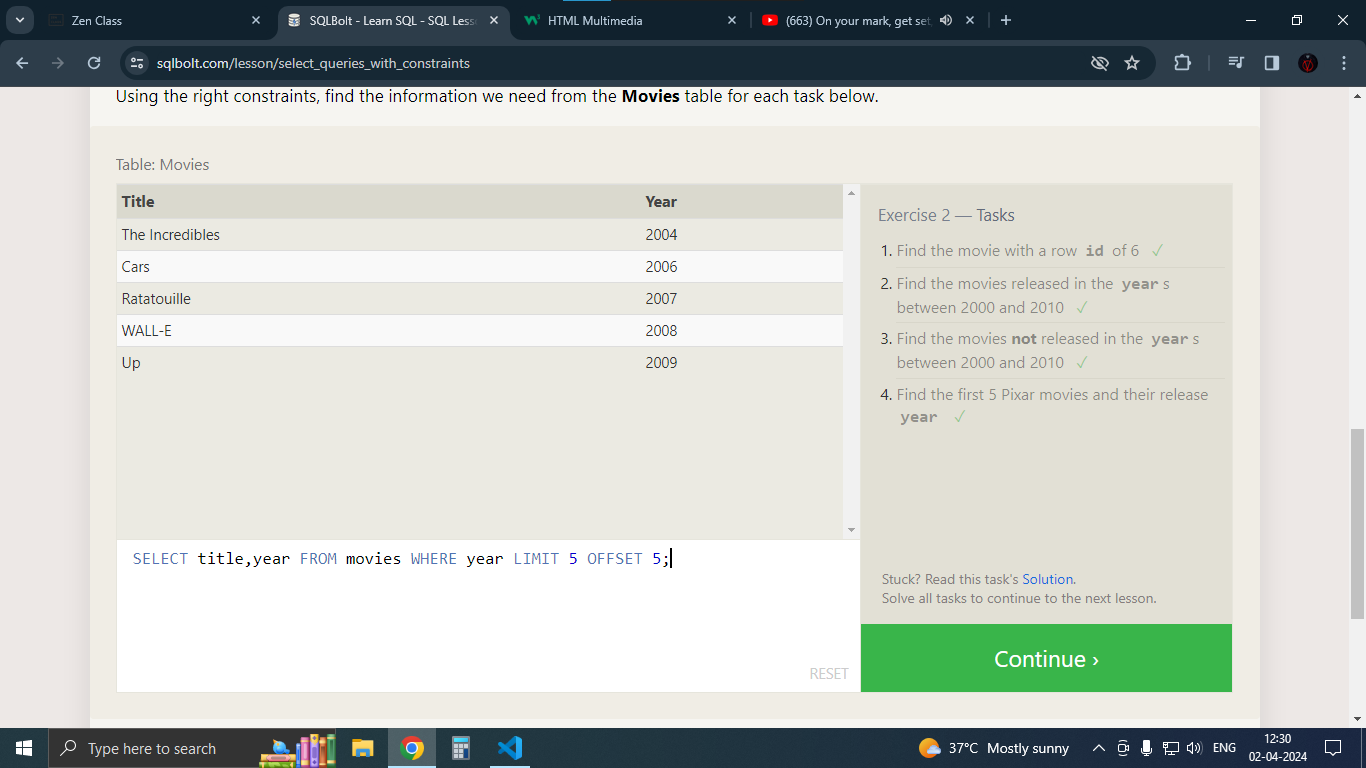 Zen Class
SQLBolt - Learn SQL - SQL Less
HTML Multimedia
(663) On your mark, get set
sqlbolt.com/lesson/select_queries_with_constraints
Using the right constraints, find the information we need from the Movies table for each task below.
Table: Movies
Title Year
The Incredibles 2004
Cars 2006
Ratatouille 2007
WALL-E 2008
Up 2009
SELECT title,year FROM movies WHERE year LIMIT 5 OFFSET 5;
RESET
Exercise 2 — Tasks
1. Find the movie with a row id of 6 ✓
2. Find the movies released in the year s
between 2000 and 2010 ✓
3. Find the movies not released in the year s
between 2000 and 2010 ✓
4. Find the first 5 Pixar movies and their release
year ✓
Stuck? Read this task's Solution.
Solve all tasks to continue to the next lesson.
Continue ›
Type here to search
37°C Mostly sunny
ENG
12:30
02-04-2024